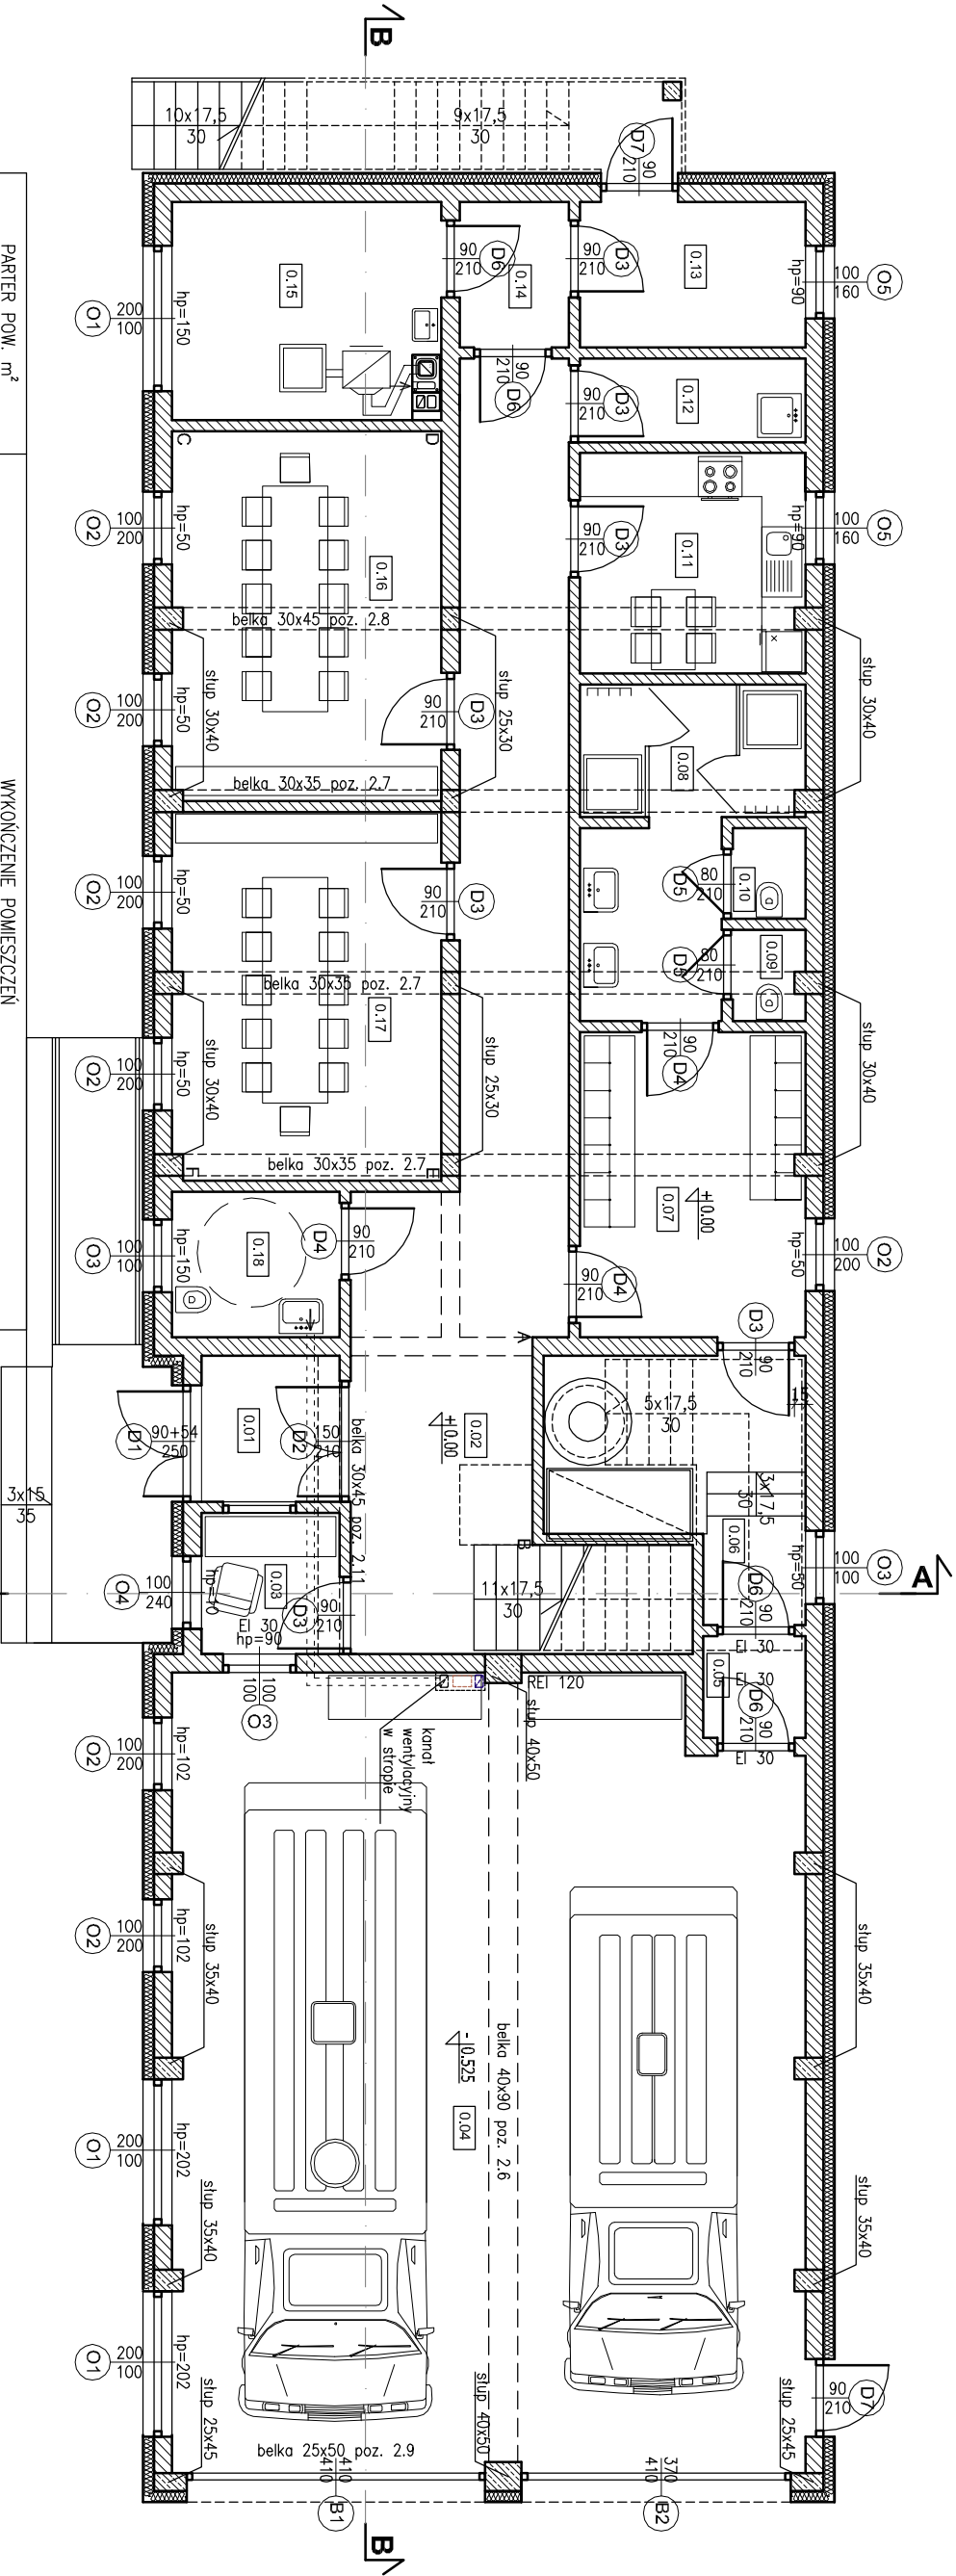 B
10x17,5
30
9x17,5
30
D7
90
210
PARTER POW. m²
WYKOŃCZENIE POMIESZCZEŃ
0.15
hp=150
O1
200
100
D6
90
210
0.14
D3
90
210
0.13
hp=90
100
160
O5
D6
90
210
D3
90
210
0.12
C
D
O2
100
200
hp=50
0.16
D3
90
210
0.11
hp=90
100
160
O5
belka 30x45 poz. 2.8
słup 30x40
słup 25x30
słup 30x40
O2
100
200
hp=50
D3
90
210
0.08
belka 30x35 poz. 2.7
O2
100
200
hp=50
D3
90
210
D5
80
210
0.10
D5
80
210
0.09
belka 30x35 poz. 2.7
0.17
słup 30x40
słup 25x30
słup 30x40
O2
100
200
hp=50
D4
90
210
belka 30x35 poz. 2.7
F
E
0.07
±0.00
O3
100
100
hp=150
0.18
D4
90
210
D4
90
210
hp=50
100
200
O2
A
D3
90
210
15
5x17,5
30
D1
90+54
250
0.01
D2
50
210
belka 30x45 poz. 2.11
±0.00
0.02
3x15
35
3x17,5
30
0.06
B
O4
100
240
0.03
EI 30
hp=90
D3
90
210
11x17,5
30
D6
90
210
EI 30
hp=50
100
100
O3
A
O3
100
100
REI 120
słup 40x50
EI 30
0.05
D6
90
210
EI 30
O2
100
200
hp=102
kanał
wentylacyjny
w stropie
O2
100
200
hp=102
słup 35x40
słup 35x40
-0.525
0.04
belka 40x90 poz. 2.6
O1
200
100
hp=202
słup 35x40
słup 35x40
O1
200
100
hp=202
słup 25x45
słup 40x50
słup 25x45
D7
90
210
belka 25x50 poz. 2.9
410
410
B1
370
410
B2
B